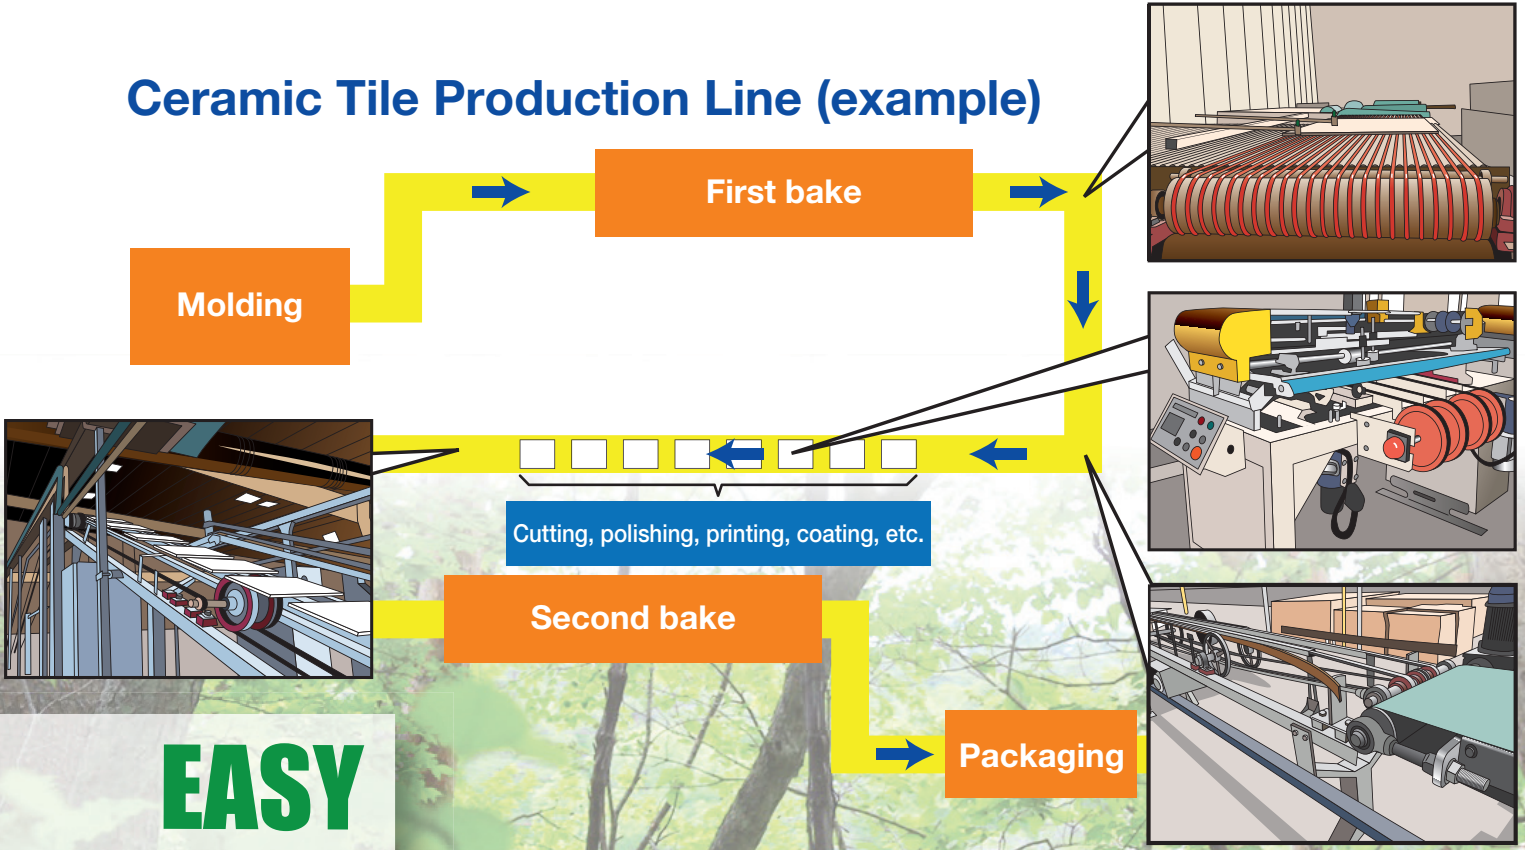 Ceramic Tile Production Line (example)
First bake
Molding
Cutting, polishing, printing, coating, etc.
Second bake
Packaging
EASY